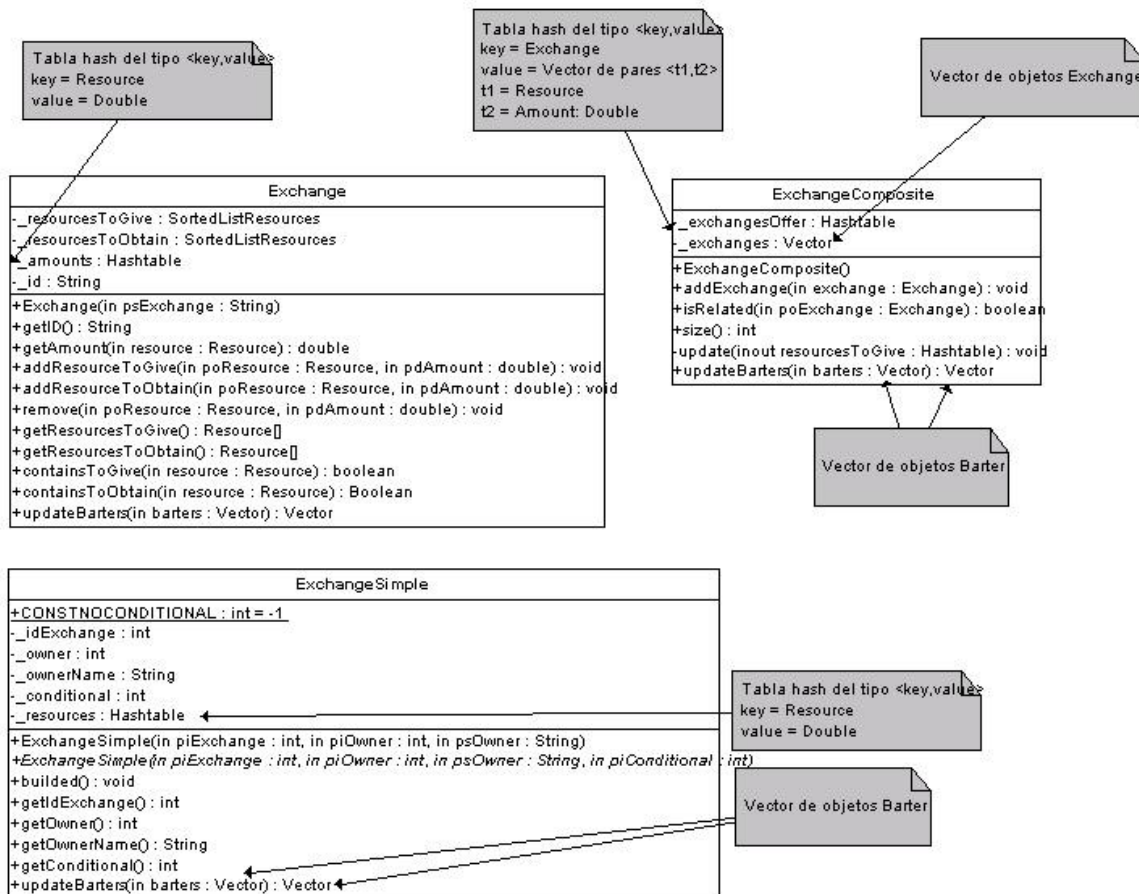 Tabla hash del tipo <key,value>
key = Resource
value = Double
Tabla hash del tipo <key,value>
key = Exchange
value = Vector de pares <t1,t2>
t1 = Resource
t2 = Amount: Double
Vector de objetos Exchange
Exchange
-_resourcesToGive : SortedListResources
-_resourcesToObtain : SortedListResources
-_amounts : Hashtable
-_id : String
+Exchange(in psExchange : String)
+getID() : String
+getAmount(in resource : Resource) : double
+addResourceToGive(in poResource : Resource, in pdAmount : double) : void
+addResourceToObtain(in poResource : Resource, in pdAmount : double) : void
+remove(in poResource : Resource, in pdAmount : double) : void
+getResourcesToGive() : Resource[]
+getResourcesToObtain() : Resource[]
+containsToGive(in resource : Resource) : boolean
+containsToObtain(in resource : Resource) : Boolean
+updateBarters(in barters : Vector) : Vector
ExchangeComposite
-_exchangesOffer : Hashtable
-_exchanges : Vector
+ExchangeComposite()
+addExchange(in exchange : Exchange) : void
+isRelated(in poExchange : Exchange) : boolean
+size() : int
-update(inout resourcesToGive : Hashtable) : void
+updateBarters(in barters : Vector) : Vector
Vector de objetos Barter
ExchangeSimple
+CONSTNOCONDITIONAL : int = -1
-_idExchange : int
-_owner : int
-_ownerName : String
-_conditional : int
-_resources : Hashtable
+ExchangeSimple(in piExchange : int, in piOwner : int, in psOwner : String)
+ExchangeSimple(in piExchange : int, in piOwner : int, in psOwner : String, in piConditional : int)
+builded() : void
+getIdExchange() : int
+getOwner() : int
+getOwnerName() : String
+getConditional() : int
+updateBarters(in barters : Vector) : Vector
Tabla hash del tipo <key,value>
key = Resource
value = Double
Vector de objetos Barter